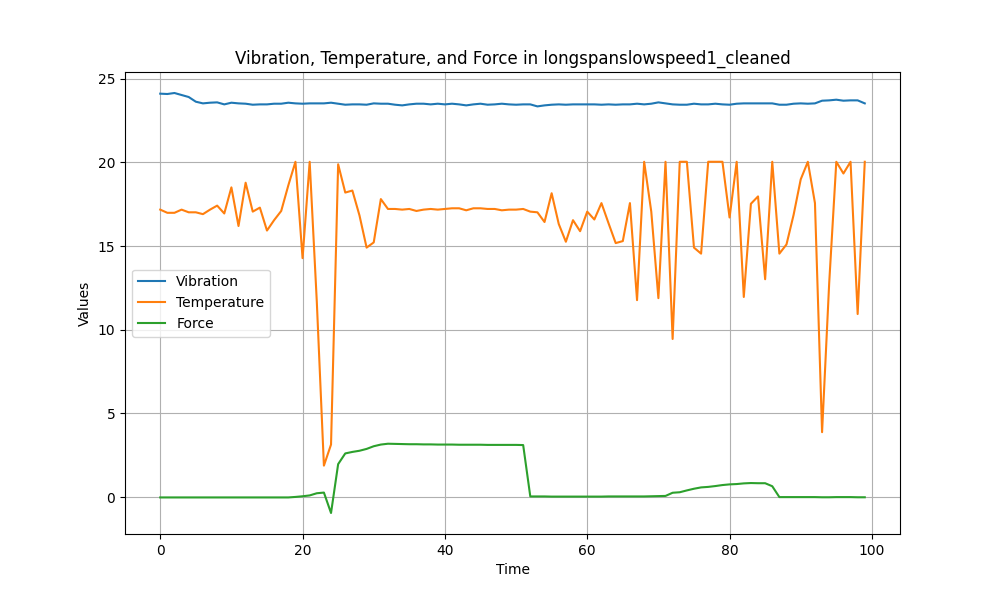 Vibration, Temperature, and Force in longspanslowspeed1_cleaned
25
20
15
10
5
0
Values
Vibration
Temperature
Force
0
20
40
60
80
100
Time